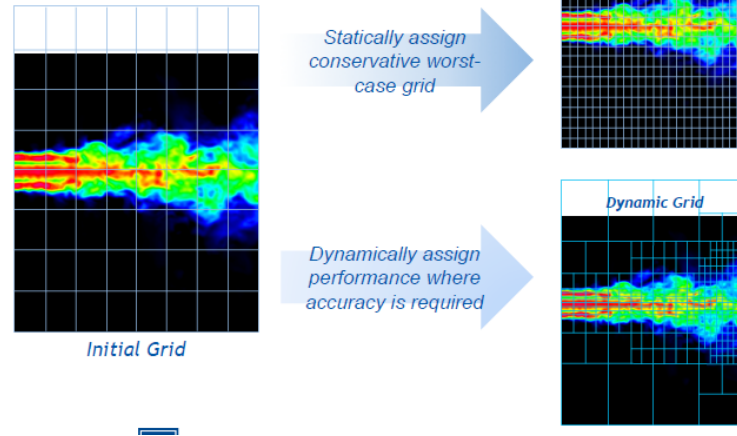 Statically assign
conservative worst-
case grid
Dynamic Grid
Dynamically assign
performance where
accuracy is required
Initial Grid